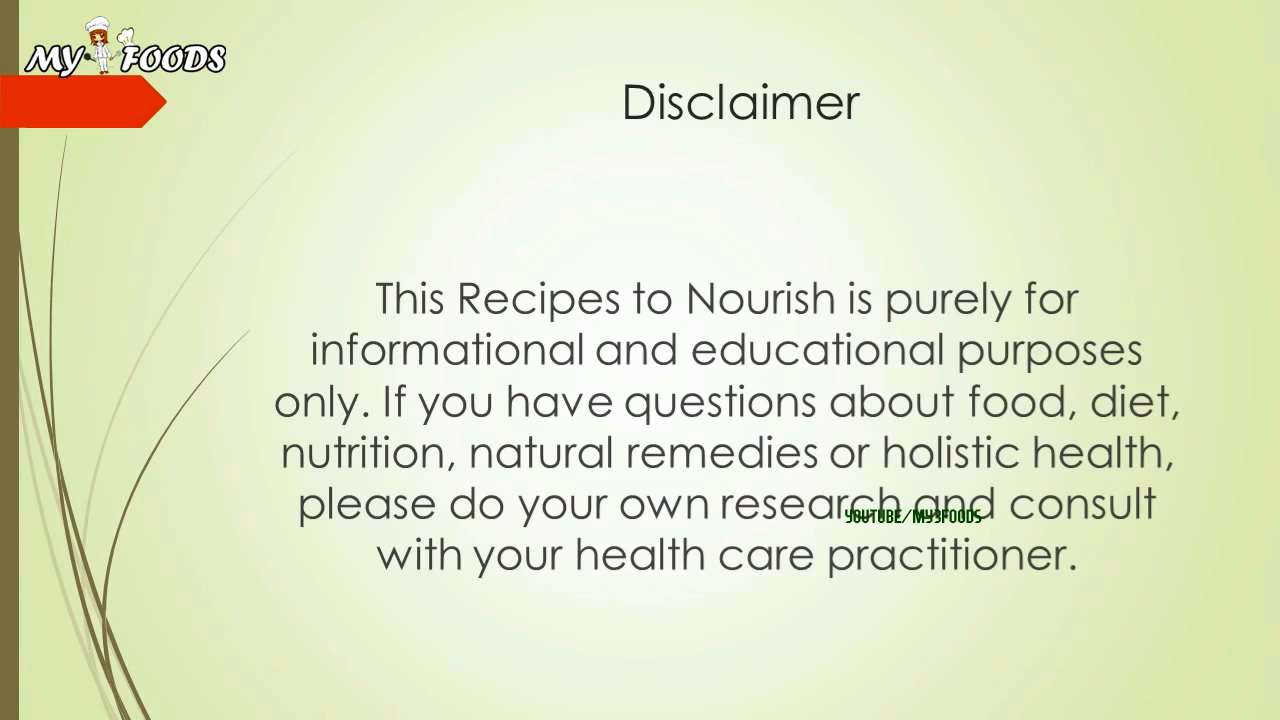 MY FOODS
Disclaimer
This Recipes to Nourish is purely for
informational and educational purposes
only. If you have questions about food, diet,
nutrition, natural remedies or holistic health,
please do your own research and consult
YOUTUBE/MY3FOODS
with your health care practitioner.